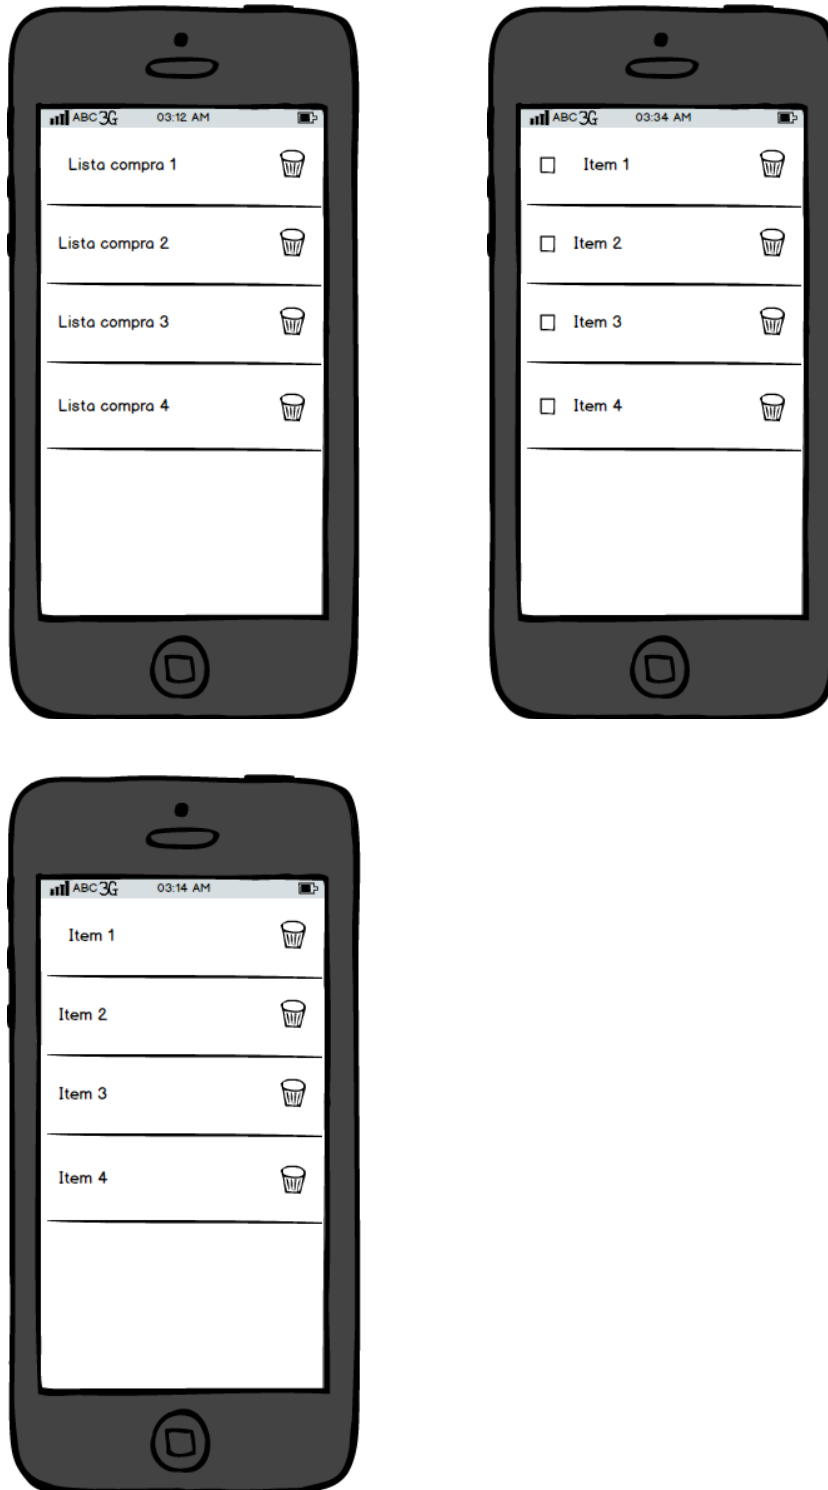 ABC 3G 03:12 AM
Lista compra 1
Lista compra 2
Lista compra 3
Lista compra 4
ABC 3G 03:34 AM
Item 1
Item 2
Item 3
Item 4
ABC 3G 03:14 AM
Item 1
Item 2
Item 3
Item 4